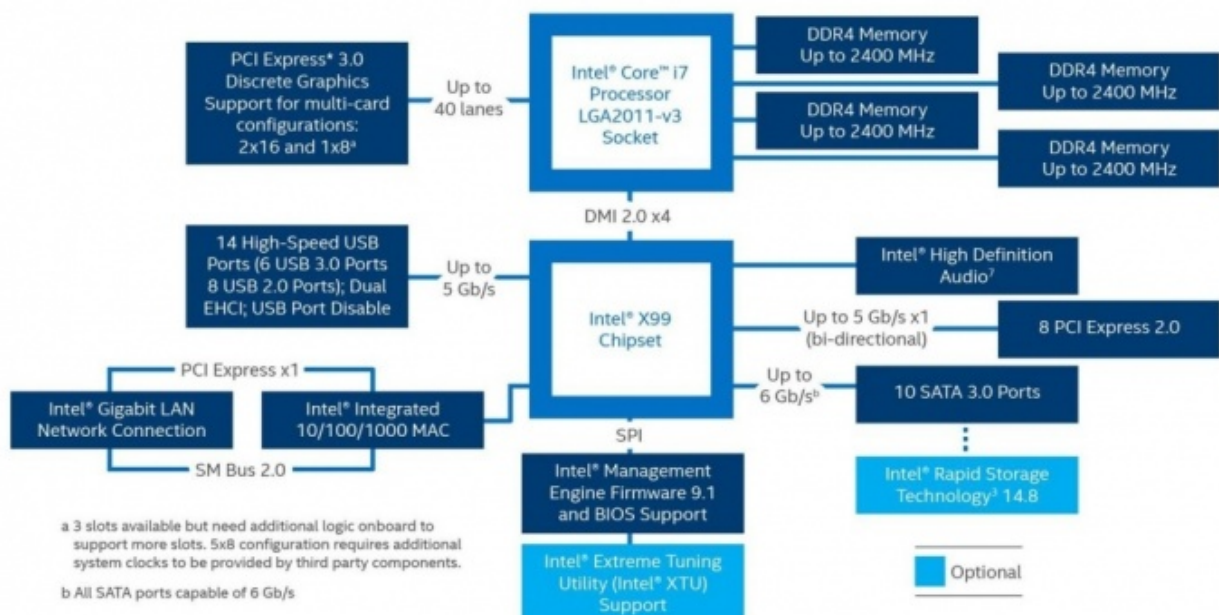 PCI Express* 3.0
Discrete Graphics
Support for multi-card
configurations:
2x16 and 1x8ᵃ
Up to
40 lanes
Intel® Core™ i7
Processor
LGA2011-v3
Socket
DDR4 Memory
Up to 2400 MHz
DDR4 Memory
Up to 2400 MHz
DDR4 Memory
Up to 2400 MHz
DDR4 Memory
Up to 2400 MHz
DMI 2.0 x4
14 High-Speed USB
Ports (6 USB 3.0 Ports
8 USB 2.0 Ports); Dual
EHCI; USB Port Disable
Up to
5 Gb/s
Intel® X99
Chipset
Intel® High Definition
Audio⁷
Up to 5 Gb/s x1
(bi-directional)
8 PCI Express 2.0
Up to
6 Gb/sᵇ
10 SATA 3.0 Ports
PCI Express x1
Intel® Gigabit LAN
Network Connection
Intel® Integrated
10/100/1000 MAC
SM Bus 2.0
SPI
Intel® Management
Engine Firmware 9.1
and BIOS Support
Intel® Rapid Storage
Technology³ 14.8
Intel® Extreme Tuning
Utility (Intel® XTU)
Support
a 3 slots available but need additional logic onboard to
support more slots. 5x8 configuration requires additional
system clocks to be provided by third party components.
b All SATA ports capable of 6 Gb/s
Optional